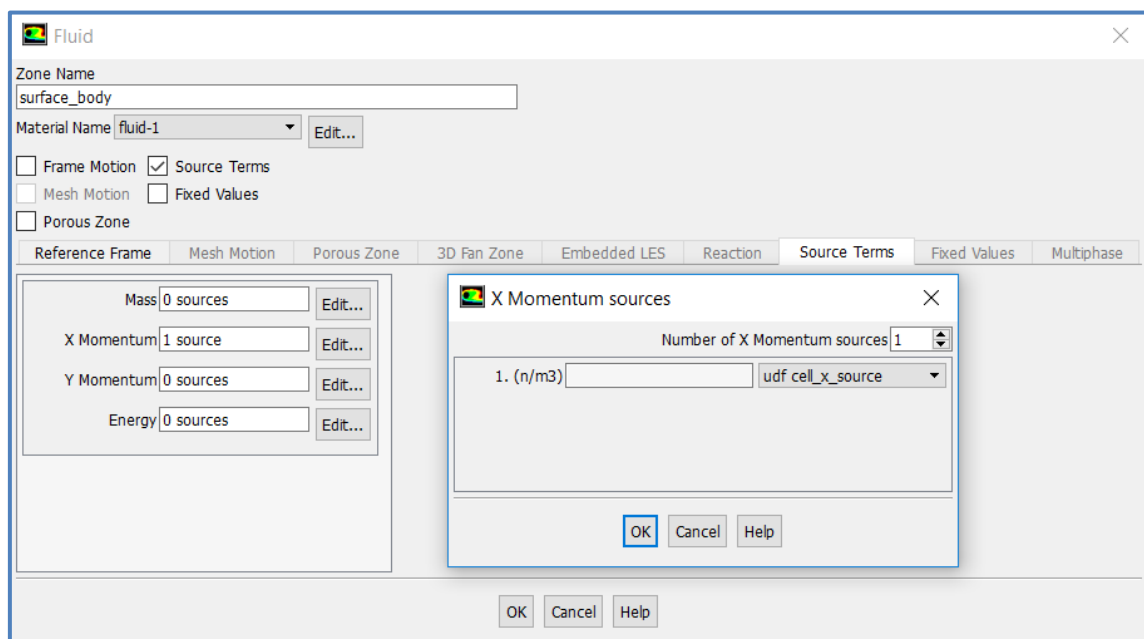 Fluid
Zone Name
surface_body
Material Name fluid-1 Edit...
Frame Motion Source Terms
Mesh Motion Fixed Values
Porous Zone
Reference Frame Mesh Motion Porous Zone 3D Fan Zone Embedded LES Reaction Source Terms Fixed Values Multiphase
Mass 0 sources Edit...
X Momentum 1 source Edit...
Y Momentum 0 sources Edit...
Energy 0 sources Edit...
X Momentum sources
Number of X Momentum sources 1
1. (n/m3) udf cell_x_source
OK Cancel Help
OK Cancel Help